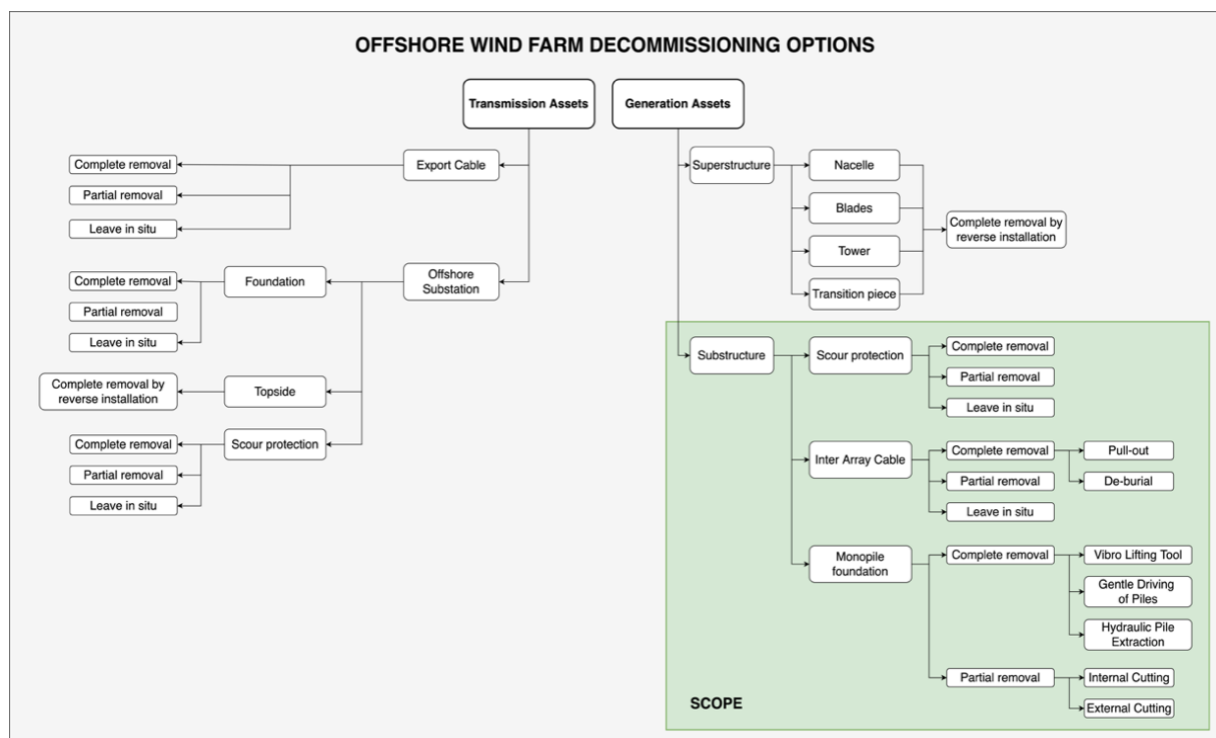 OFFSHORE WIND FARM DECOMMISSIONING OPTIONS
Transmission Assets
Export Cable
Complete removal
Partial removal
Leave in situ
Offshore
Substation
Foundation
Complete removal
Partial removal
Leave in situ
Topside
Complete removal by
reverse installation
Scour protection
Complete removal
Partial removal
Leave in situ
Generation Assets
Superstructure
Nacelle
Blades
Tower
Transition piece
Complete removal by
reverse installation
Substructure
Scour protection
Complete removal
Partial removal
Leave in situ
Inter Array Cable
Complete removal
Pull-out
De-burial
Partial removal
Leave in situ
Monopile
foundation
Complete removal
Vibro Lifting Tool
Gentle Driving
of Piles
Hydraulic Pile
Extraction
Partial removal
Internal Cutting
External Cutting
SCOPE